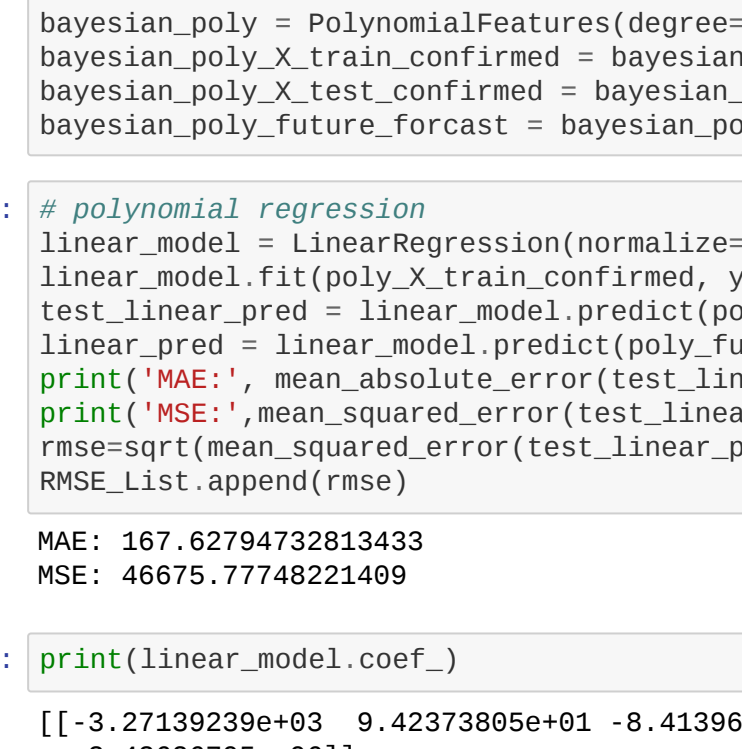 bayesian_poly = PolynomialFeatures(degree=
bayesian_poly_X_train_confirmed = bayesian
bayesian_poly_X_test_confirmed = bayesian_
bayesian_poly_future_forcast = bayesian_po
: # polynomial regression
linear_model = LinearRegression(normalize=
linear_model.fit(poly_X_train_confirmed, y
test_linear_pred = linear_model.predict(po
linear_pred = linear_model.predict(poly_fu
print('MAE:', mean_absolute_error(test_lin
print('MSE:',mean_squared_error(test_linea
rmse=sqrt(mean_squared_error(test_linear_p
RMSE_List.append(rmse)
MAE: 167.62794732813433
MSE: 46675.77748221409
: print(linear_model.coef_)
[[-3.27139239e+03  9.42373805e+01 -8.41396